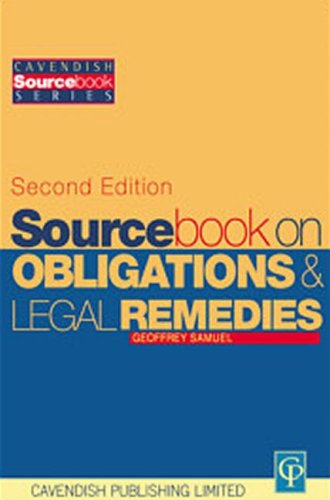 CAVENDISH
Sourcebook
SERIES
Second Edition
Sourcebook on
OBLIGATIONS &
LEGAL REMEDIES
GEOFFREY SAMUEL
CP
CAVENDISH PUBLISHING LIMITED